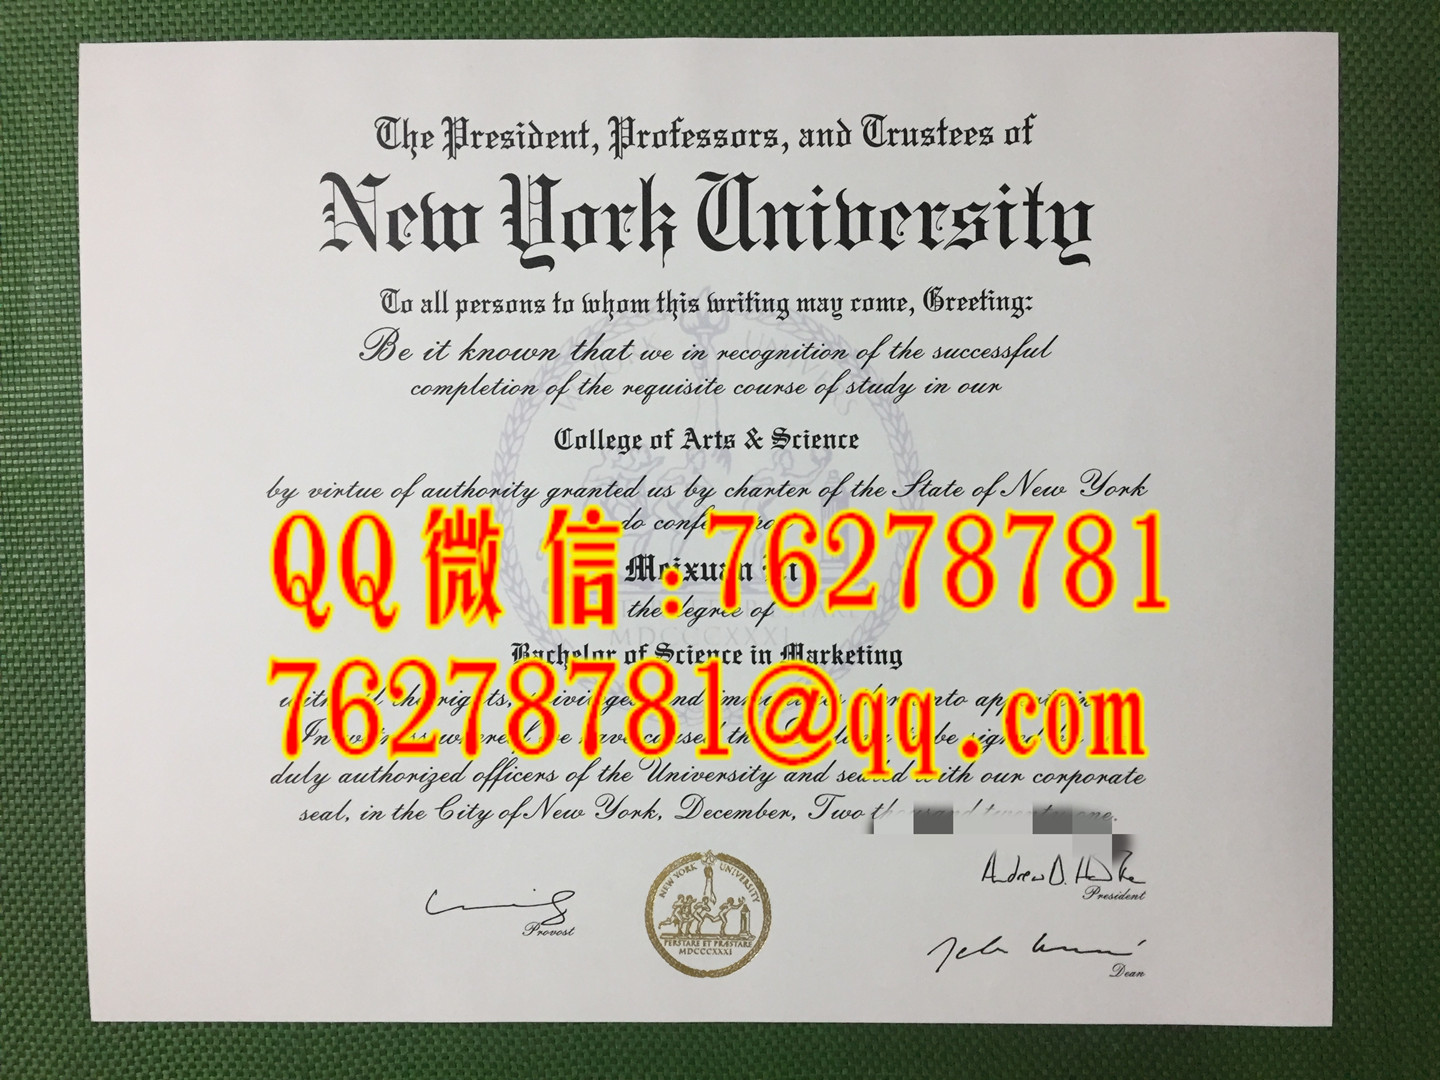 The President, Professors, and Trustees of
New York University
To all persons to whom this writing may come, Greeting:
Be it known that we in recognition of the successful
completion of the requisite course of study in our
College of Arts & Science
by virtue of authority granted us by charter of the State of New York
do confer
QQ微信:76278781
Meixuan
the degree of
MDCCCXXXI
Bachelor of Science in Marketing
76278781@qq.com
duly authorized officers of the University and sealed with our corporate
seal, in the City of New York, December, Two
NEW YORK UNIVERSITY
PERSTARE ET PRÆSTARE
MDCCCXXXI
President
Provost
Dean